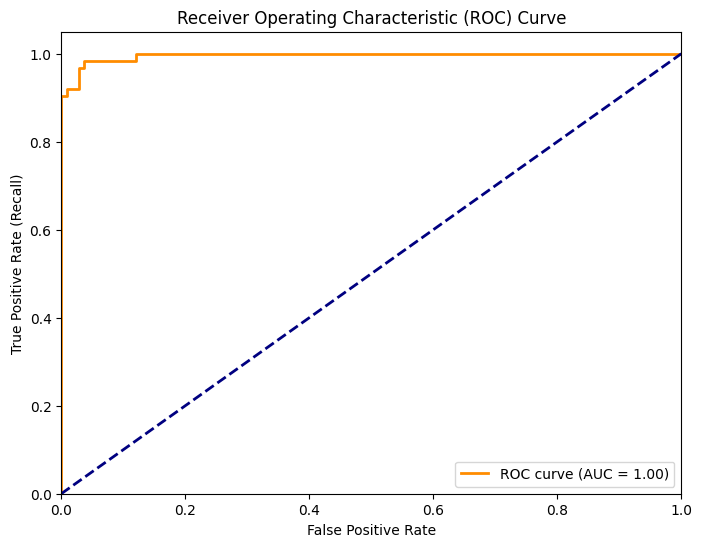 Receiver Operating Characteristic (ROC) Curve
1.0
0.8
0.6
0.4
0.2
0.0
True Positive Rate (Recall)
ROC curve (AUC = 1.00)
0.0 0.2 0.4 0.6 0.8 1.0
False Positive Rate